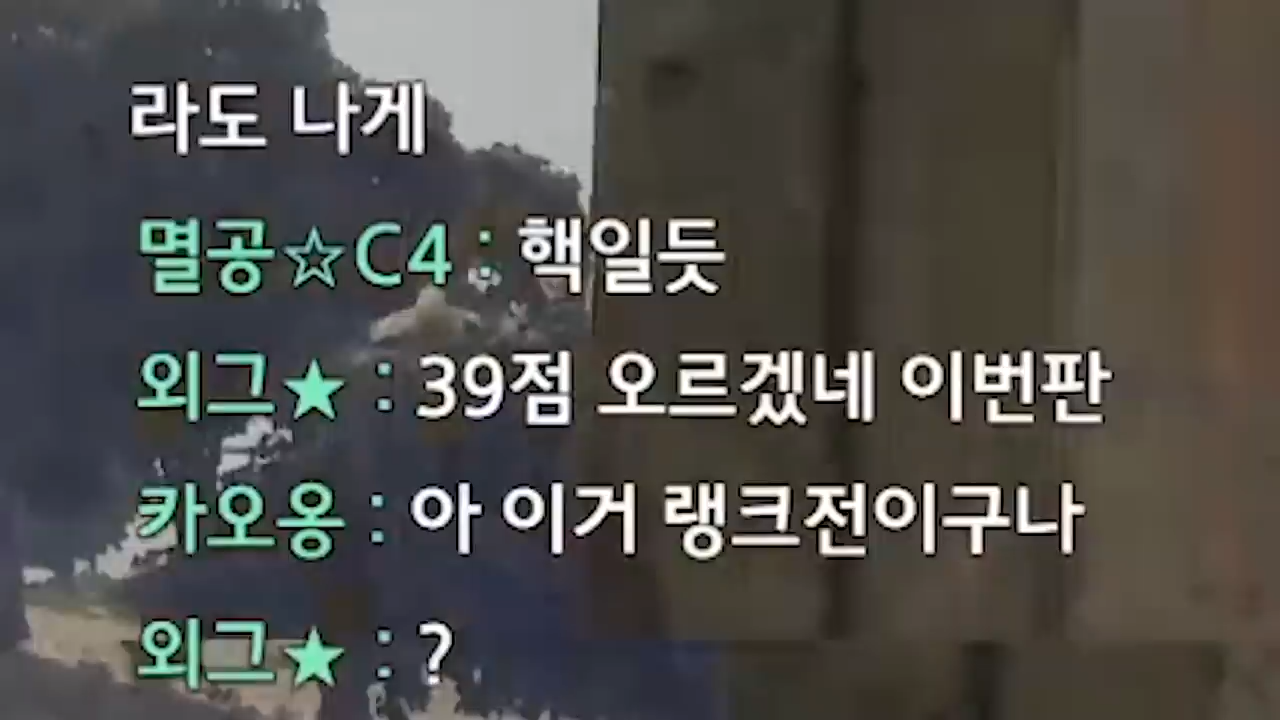 라도 나게
멸공☆C4 : 핵일듯
외그★ : 39점 오르겠네 이번판
카오옹 : 아 이거 랭크전이구나
외그★ : ?